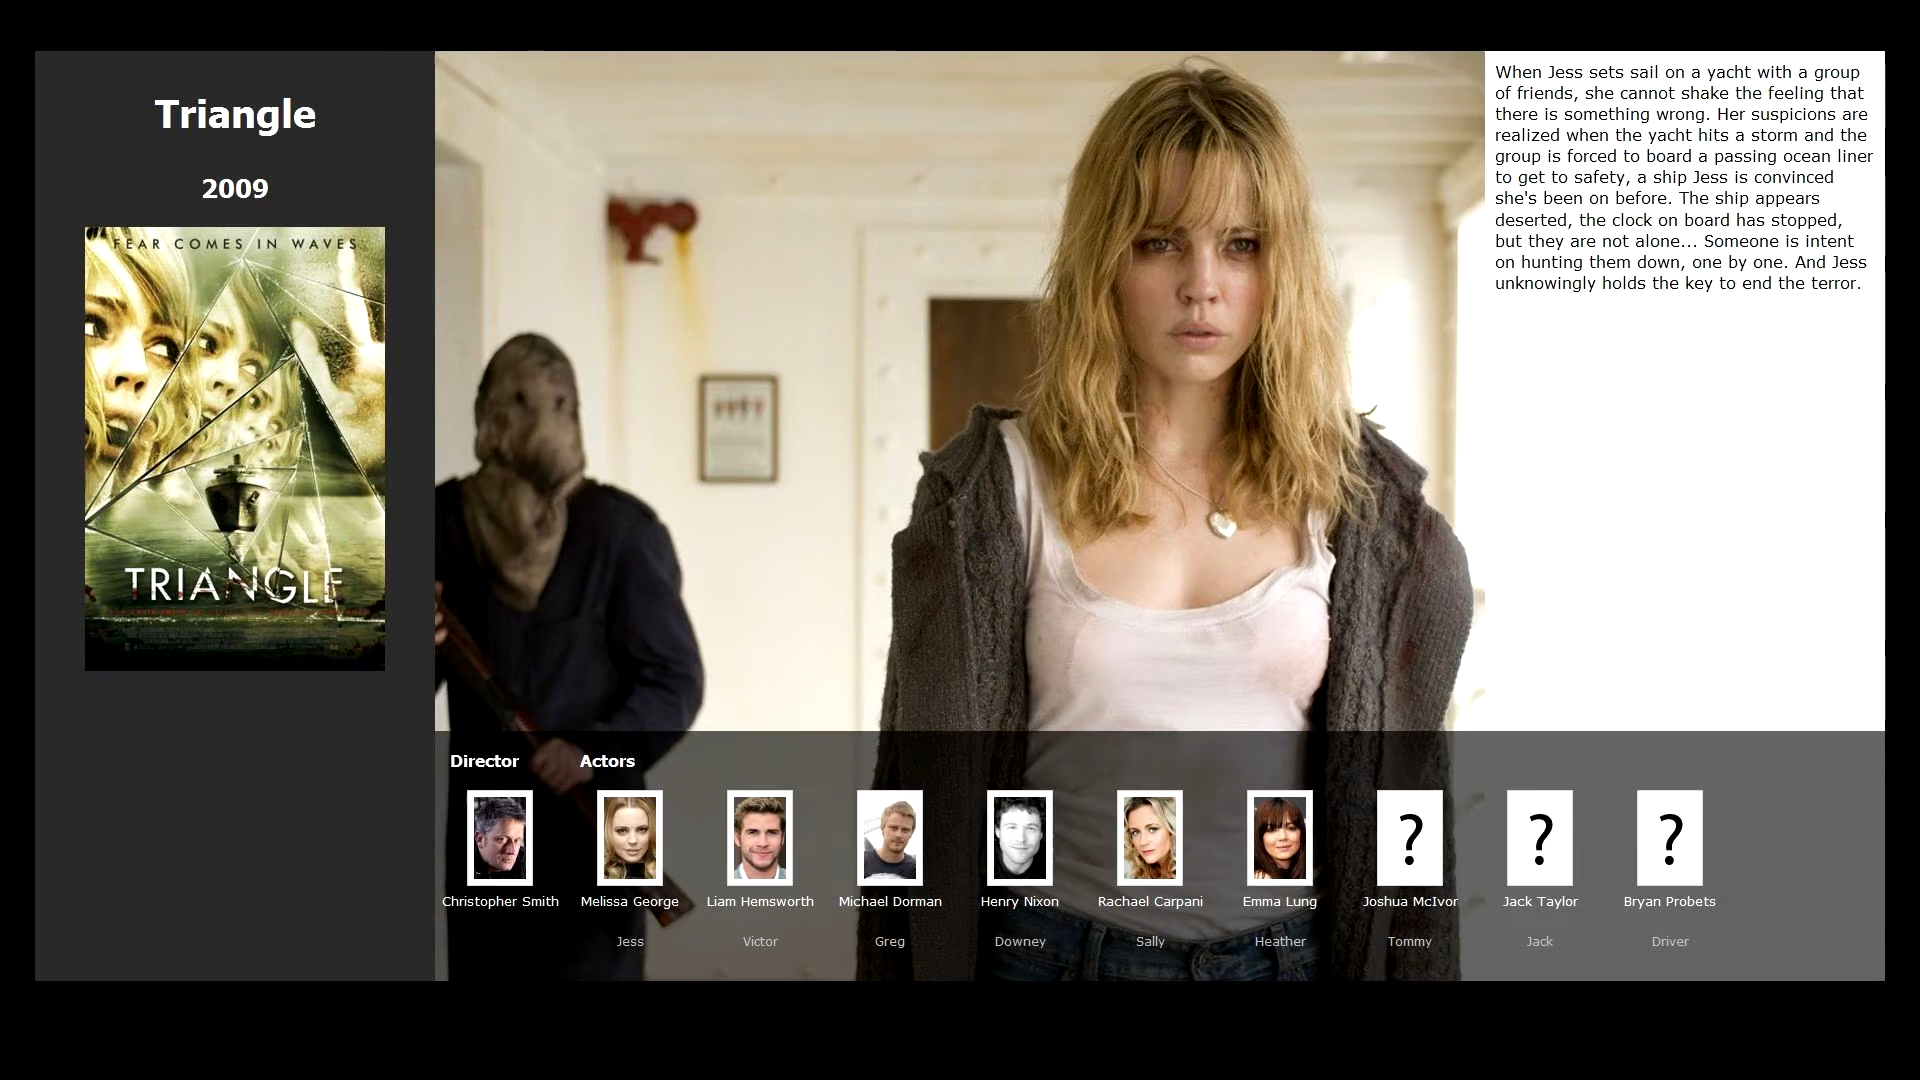 Triangle
2009
FEAR COMES IN WAVES
TRIANGLE
When Jess sets sail on a yacht with a group
of friends, she cannot shake the feeling that
there is something wrong. Her suspicions are
realized when the yacht hits a storm and the
group is forced to board a passing ocean liner
to get to safety, a ship Jess is convinced
she's been on before. The ship appears
deserted, the clock on board has stopped,
but they are not alone... Someone is intent
on hunting them down, one by one. And Jess
unknowingly holds the key to end the terror.
Director Actors
? ? ?
Christopher Smith Melissa George Liam Hemsworth Michael Dorman Henry Nixon Rachael Carpani Emma Lung Joshua McIvor Jack Taylor Bryan Probets
Jess Victor Greg Downey Sally Heather Tommy Jack Driver